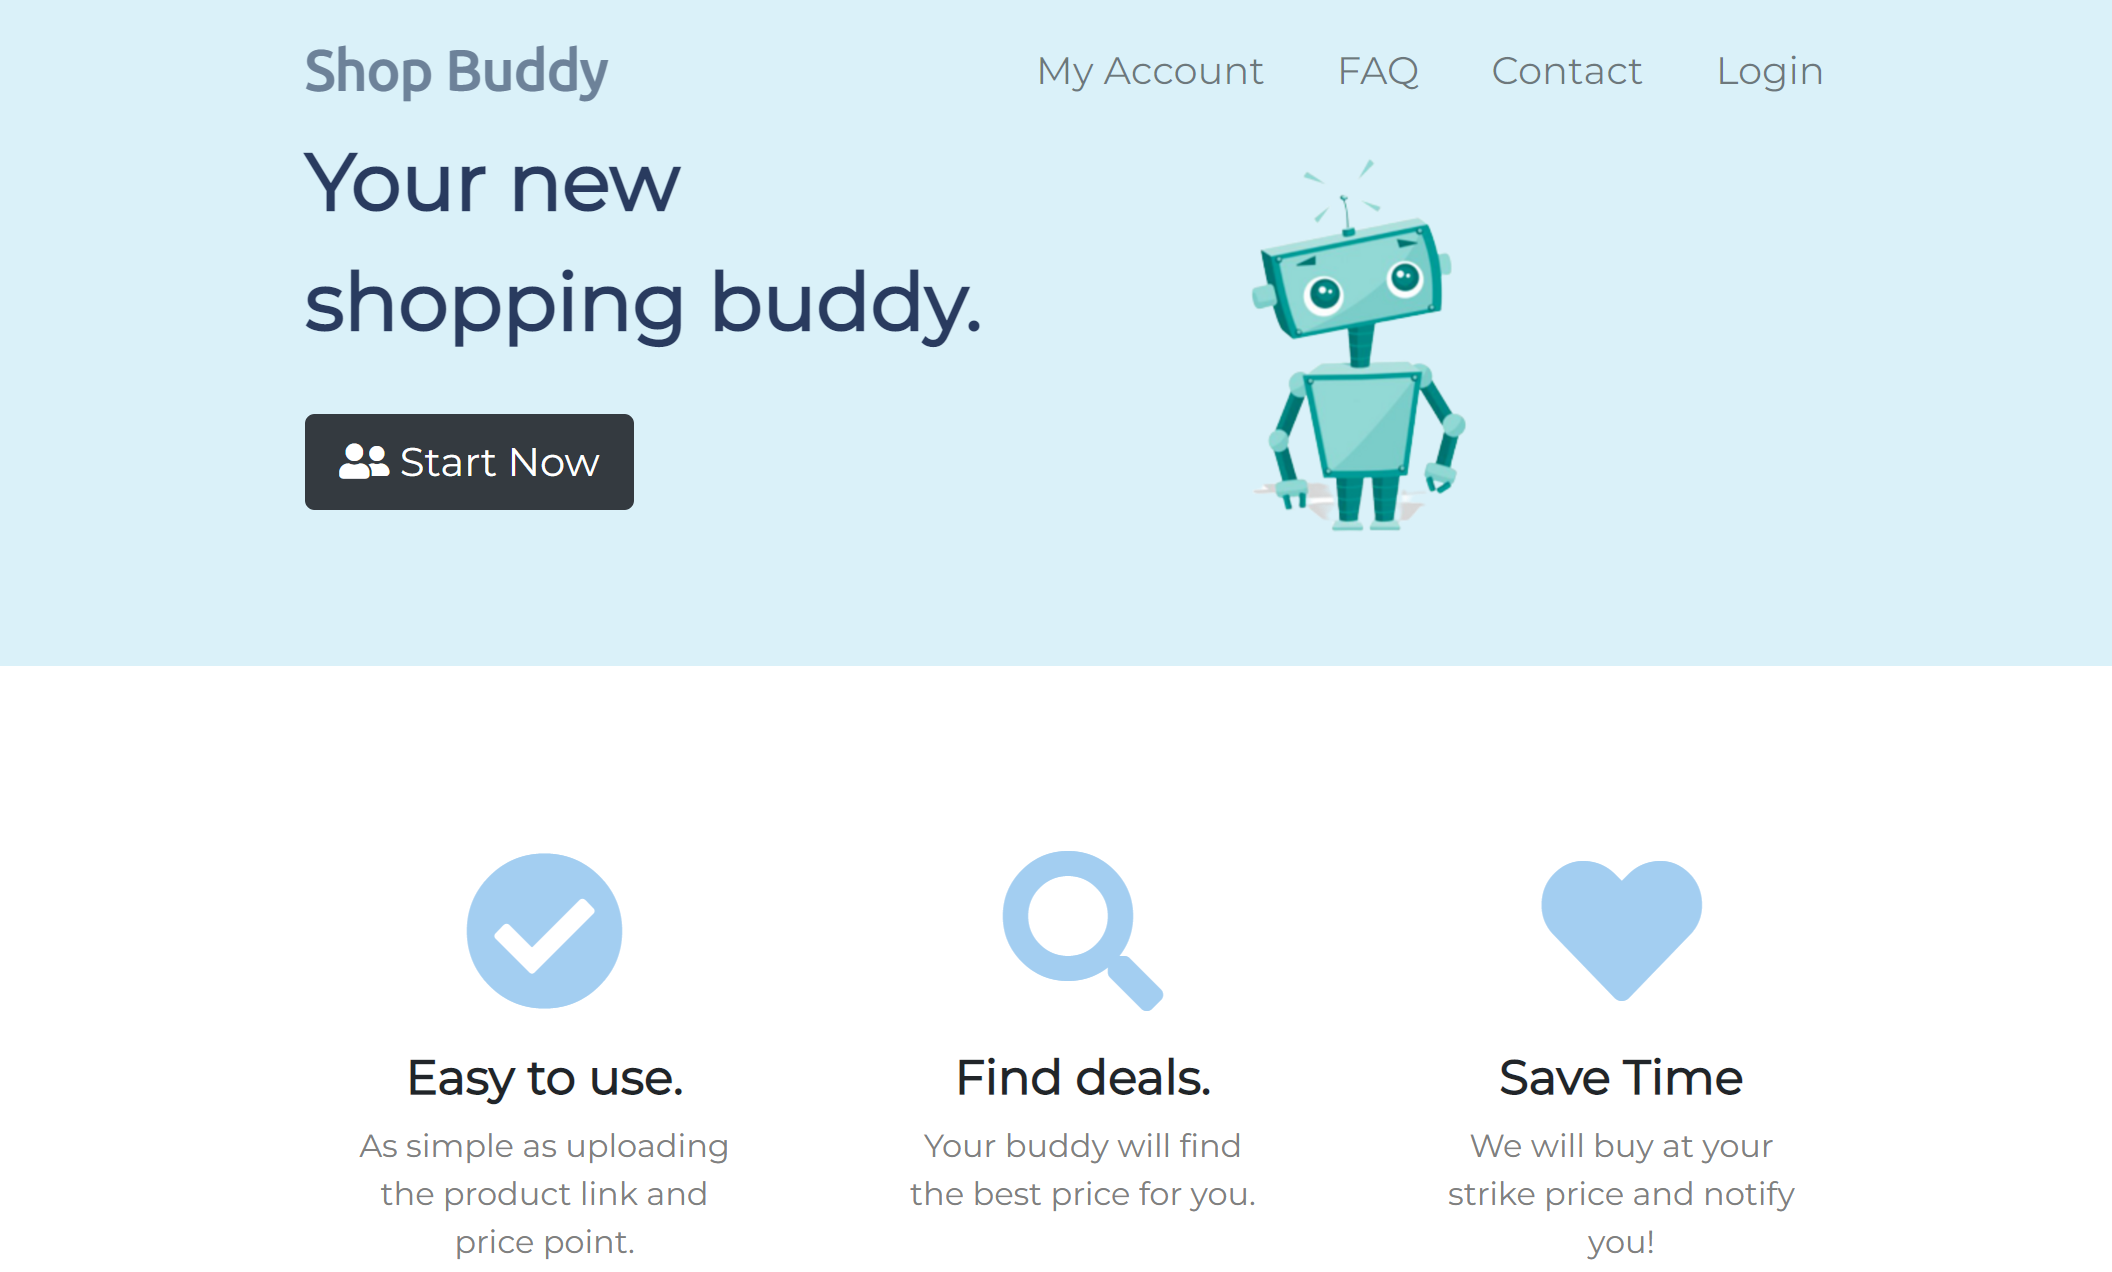 Shop Buddy
My Account FAQ Contact Login
Your new
shopping buddy.
Start Now
Easy to use.
As simple as uploading
the product link and
price point.
Find deals.
Your buddy will find
the best price for you.
Save Time
We will buy at your
strike price and notify
you!